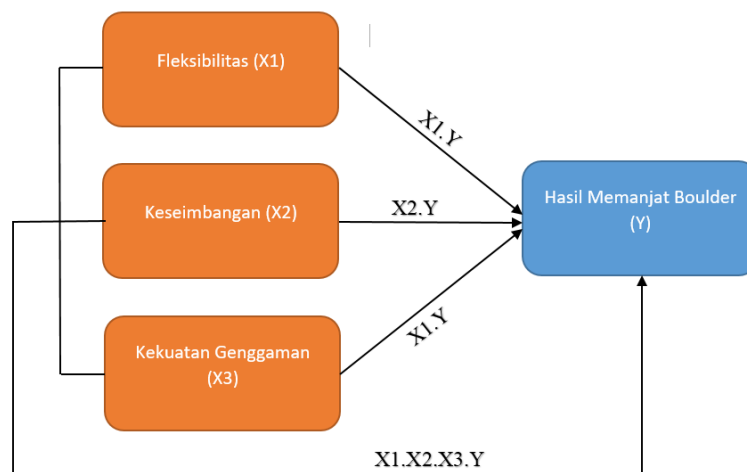 Fleksibilitas (X1)
X1.Y
Keseimbangan (X2)
X2.Y
Hasil Memanjat Boulder
(Y)
Kekuatan Genggaman
(X3)
X1.Y
X1.X2.X3.Y